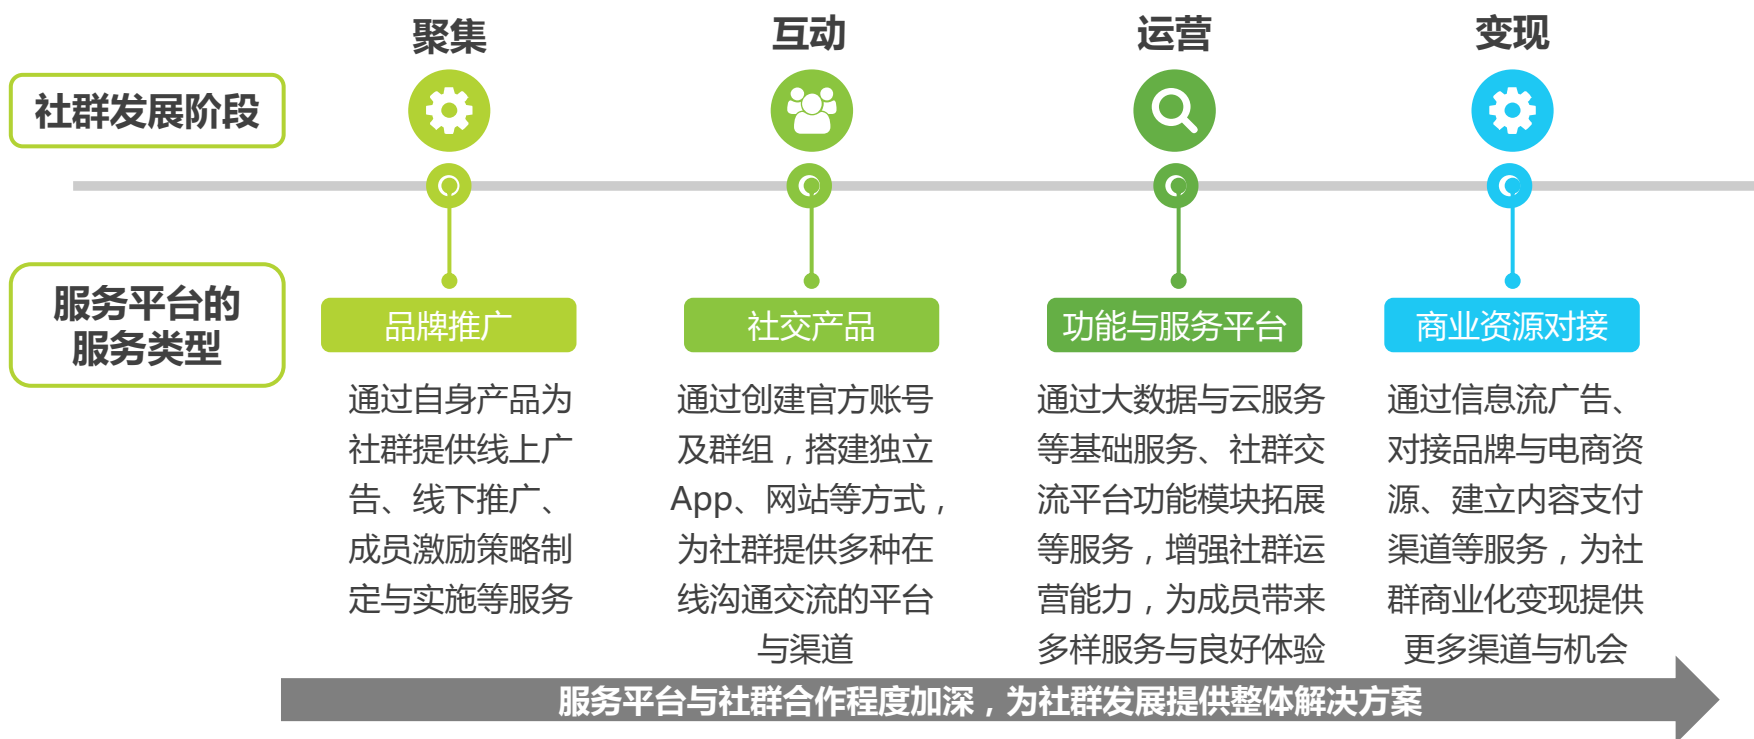 聚集
互动
运营
变现
社群发展阶段
服务平台的
服务类型
品牌推广
社交产品
功能与服务平台
商业资源对接
通过自身产品为
社群提供线上广
告、线下推广、
成员激励策略制
定与实施等服务
通过创建官方账号
及群组，搭建独立
App、网站等方式，
为社群提供多种在
线沟通交流的平台
与渠道
通过大数据与云服务
等基础服务、社群交
流平台功能模块拓展
等服务，增强社群运
营能力，为成员带来
多样服务与良好体验
通过信息流广告、
对接品牌与电商资
源、建立内容支付
渠道等服务，为社
群商业化变现提供
更多渠道与机会
服务平台与社群合作程度加深，为社群发展提供整体解决方案